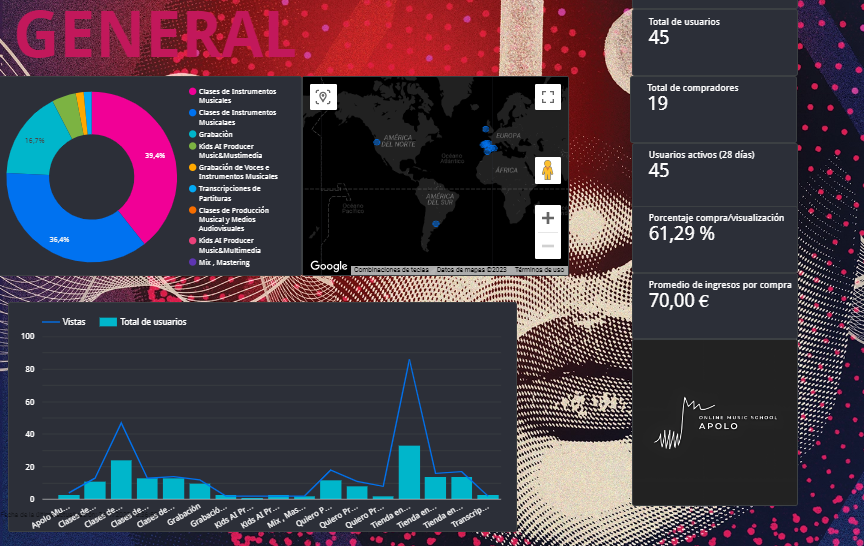 GENERAL
Total de usuarios
45
Total de compradores
19
Usuarios activos (28 días)
45
Porcentaje compra/visualización
61,29 %
Promedio de ingresos por compra
70,00 €
39,4%
36,4%
16,7%
Clases de Instrumentos
Musicales
Clases de Instrumentos
Musicalaes
Grabación
Kids AI Producer
Music&Mustimedia
Grabación de Voces e
Instrumentos Musicales
Transcripciones de
Partituras
Clases de Producción
Musical y Medios
Audiovisuales
Kids AI Producer
Music&Multimedia
Mix , Mastering
AMÉRICA
DEL NORTE
EUROPA
Océano
Atlántico
ÁFRICA
AMÉRICA
DEL SUR
Océano
Pacífico
Google
Combinaciones de teclas
Datos de mapas ©2023
Términos de uso
Vistas
Total de usuarios
100
80
60
40
20
0
Apolo Mu...
Clases de...
Clases de...
Clases de...
Clases de...
Grabación
Grabació...
Kids AI Pr...
Kids AI Pr...
Mix , Mas...
Quiero P...
Quiero Pr...
Quiero Pr...
Tienda en...
Tienda en...
Tienda en...
Transcrip...
ONLINE MUSIC SCHOOL
APOLO